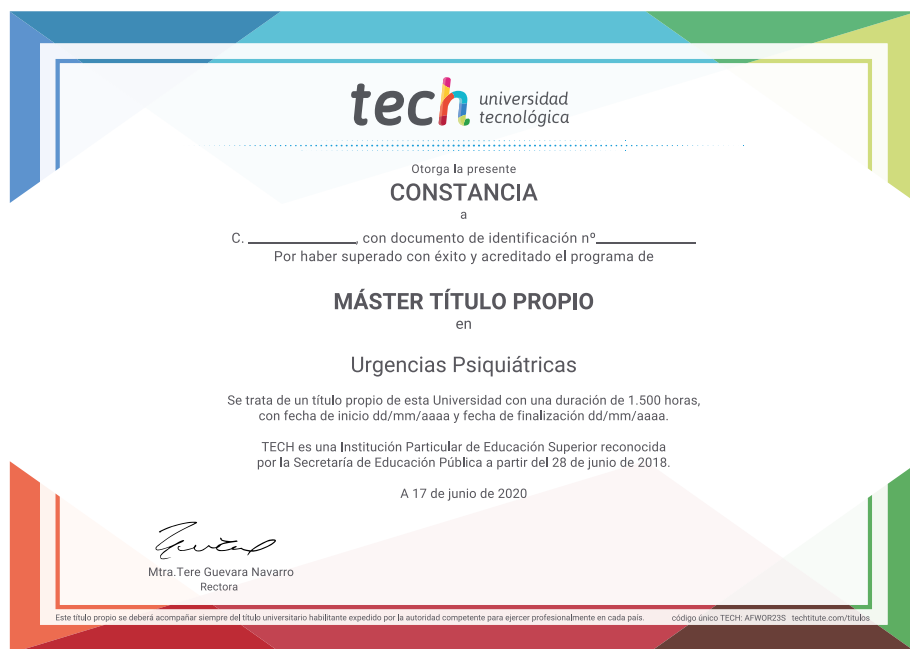 tech universidad
tecnológica
Otorga la presente
CONSTANCIA
a
C. ____________, con documento de identificación nº____________
Por haber superado con éxito y acreditado el programa de
MÁSTER TÍTULO PROPIO
en
Urgencias Psiquiátricas
Se trata de un título propio de esta Universidad con una duración de 1.500 horas,
con fecha de inicio dd/mm/aaaa y fecha de finalización dd/mm/aaaa.
TECH es una Institución Particular de Educación Superior reconocida
por la Secretaría de Educación Pública a partir del 28 de junio de 2018.
A 17 de junio de 2020
Mtra.Tere Guevara Navarro
Rectora
Este título propio se deberá acompañar siempre del título universitario habilitante expedido por la autoridad competente para ejercer profesionalmente en cada país. código único TECH: AFWOR23S techtitute.com/titulos